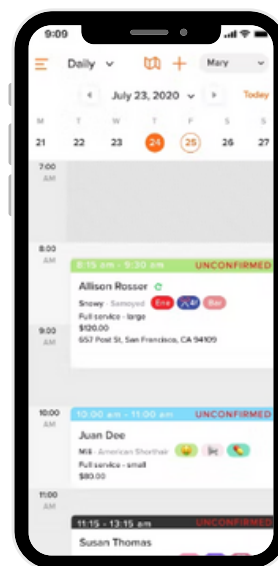 9:09
Daily
Mary
July 23, 2020
Today
M T W T F S S
21 22 23 24 25 26 27
7:00
AM
8:00
AM
8:15 am - 9:30 am UNCONFIRMED
Allison Rosser
Snowy - Samoyed Ene Bar
Full service - large
$120.00
657 Post St, San Francisco, CA 94109
9:00
AM
10:00
AM
10:00 am - 11:00 am UNCONFIRMED
Juan Dee
Mili - American Shorthair
Full service - small
$80.00
11:00
AM
11:15 - 13:15 am UNCONFIRMED
Susan Thomas